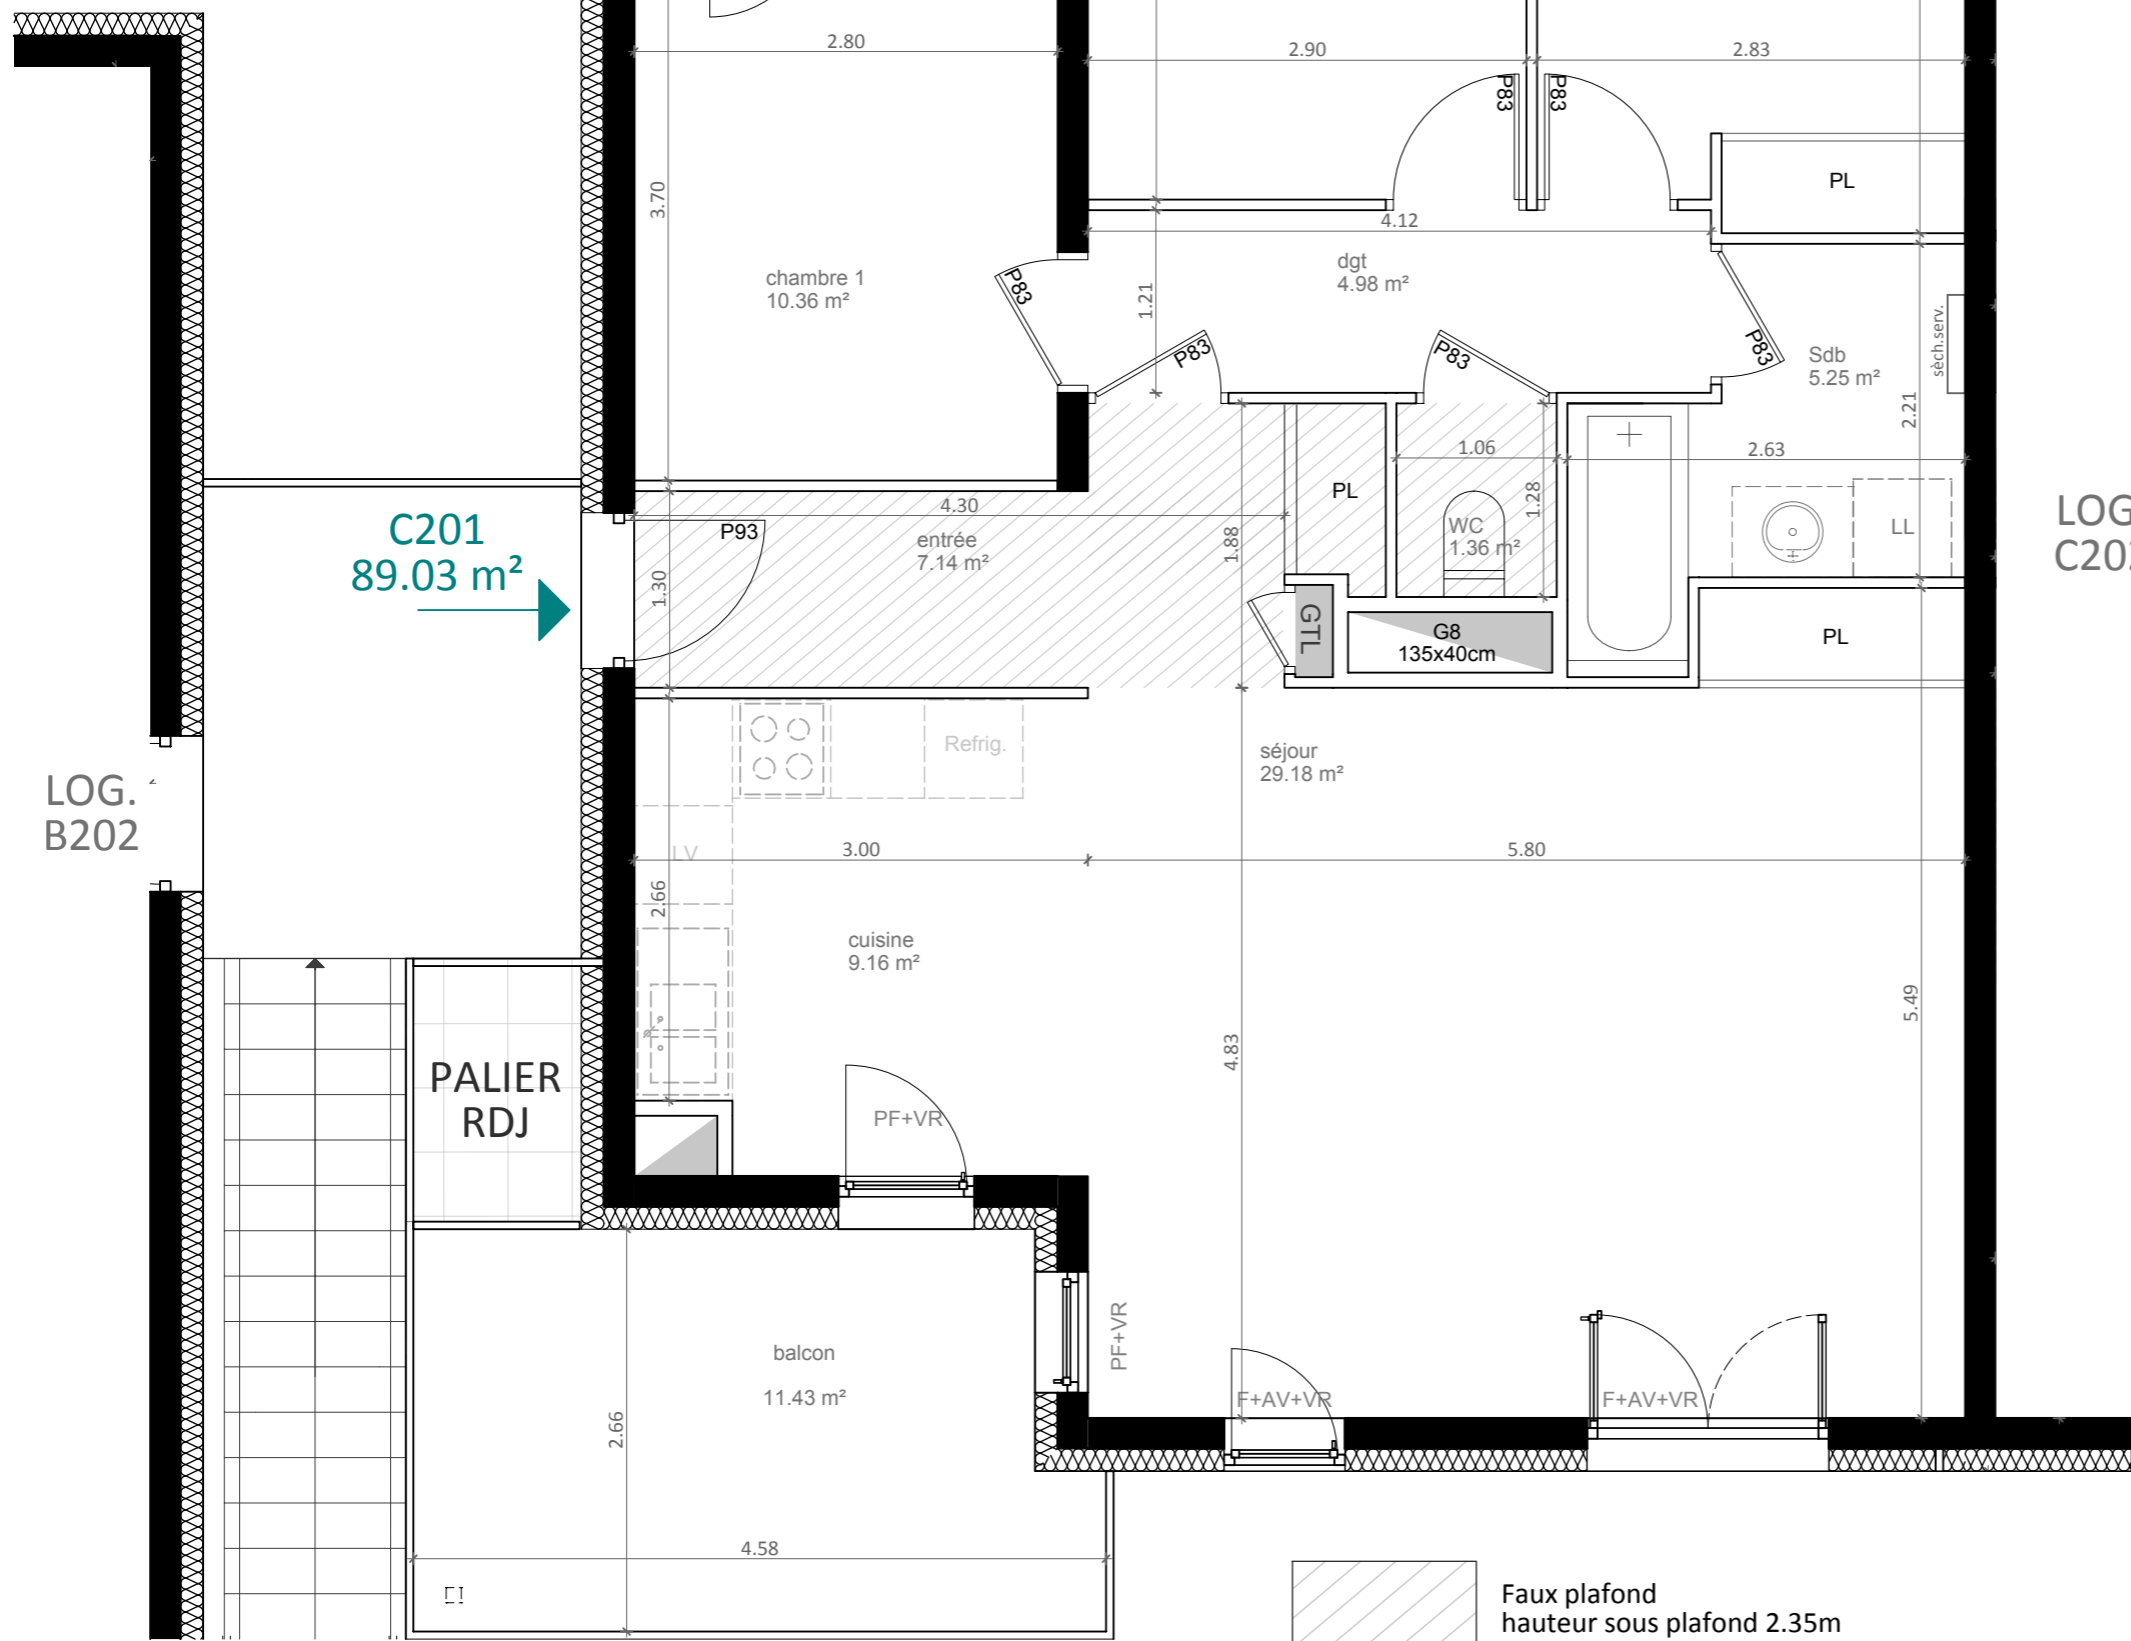 2.80
2.90
2.83
P83
P83
PL
3.70
4.12
chambre 1
10.36 m²
dgt
4.98 m²
P83
1.21
P83
P83
P83
Sdb
5.25 m²
sèch.serv.
2.21
1.06
2.63
PL
1.28
4.30
C201
89.03 m²
P93
entrée
7.14 m²
1.88
WC
1.36 m²
LL
LOG.
1.30
GTL
G8
135x40cm
PL
Refrig.
séjour
29.18 m²
LOG.
B202
LV
3.00
5.80
2.66
cuisine
9.16 m²
5.49
4.83
PALIER
RDJ
PF+VR
PF+VR
balcon
11.43 m²
F+AV+VR
F+AV+VR
2.66
4.58
Faux plafond
hauteur sous plafond 2.35m